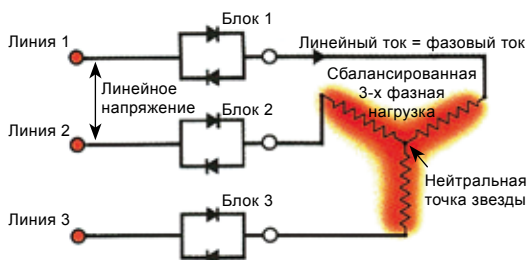 Блок 1
Линия 1
Линейный ток = фазовый ток
Сбалансированная
3-х фазная
нагрузка
Линейное
напряжение
Блок 2
Линия 2
Нейтральная
точка звезды
Блок 3
Линия 3